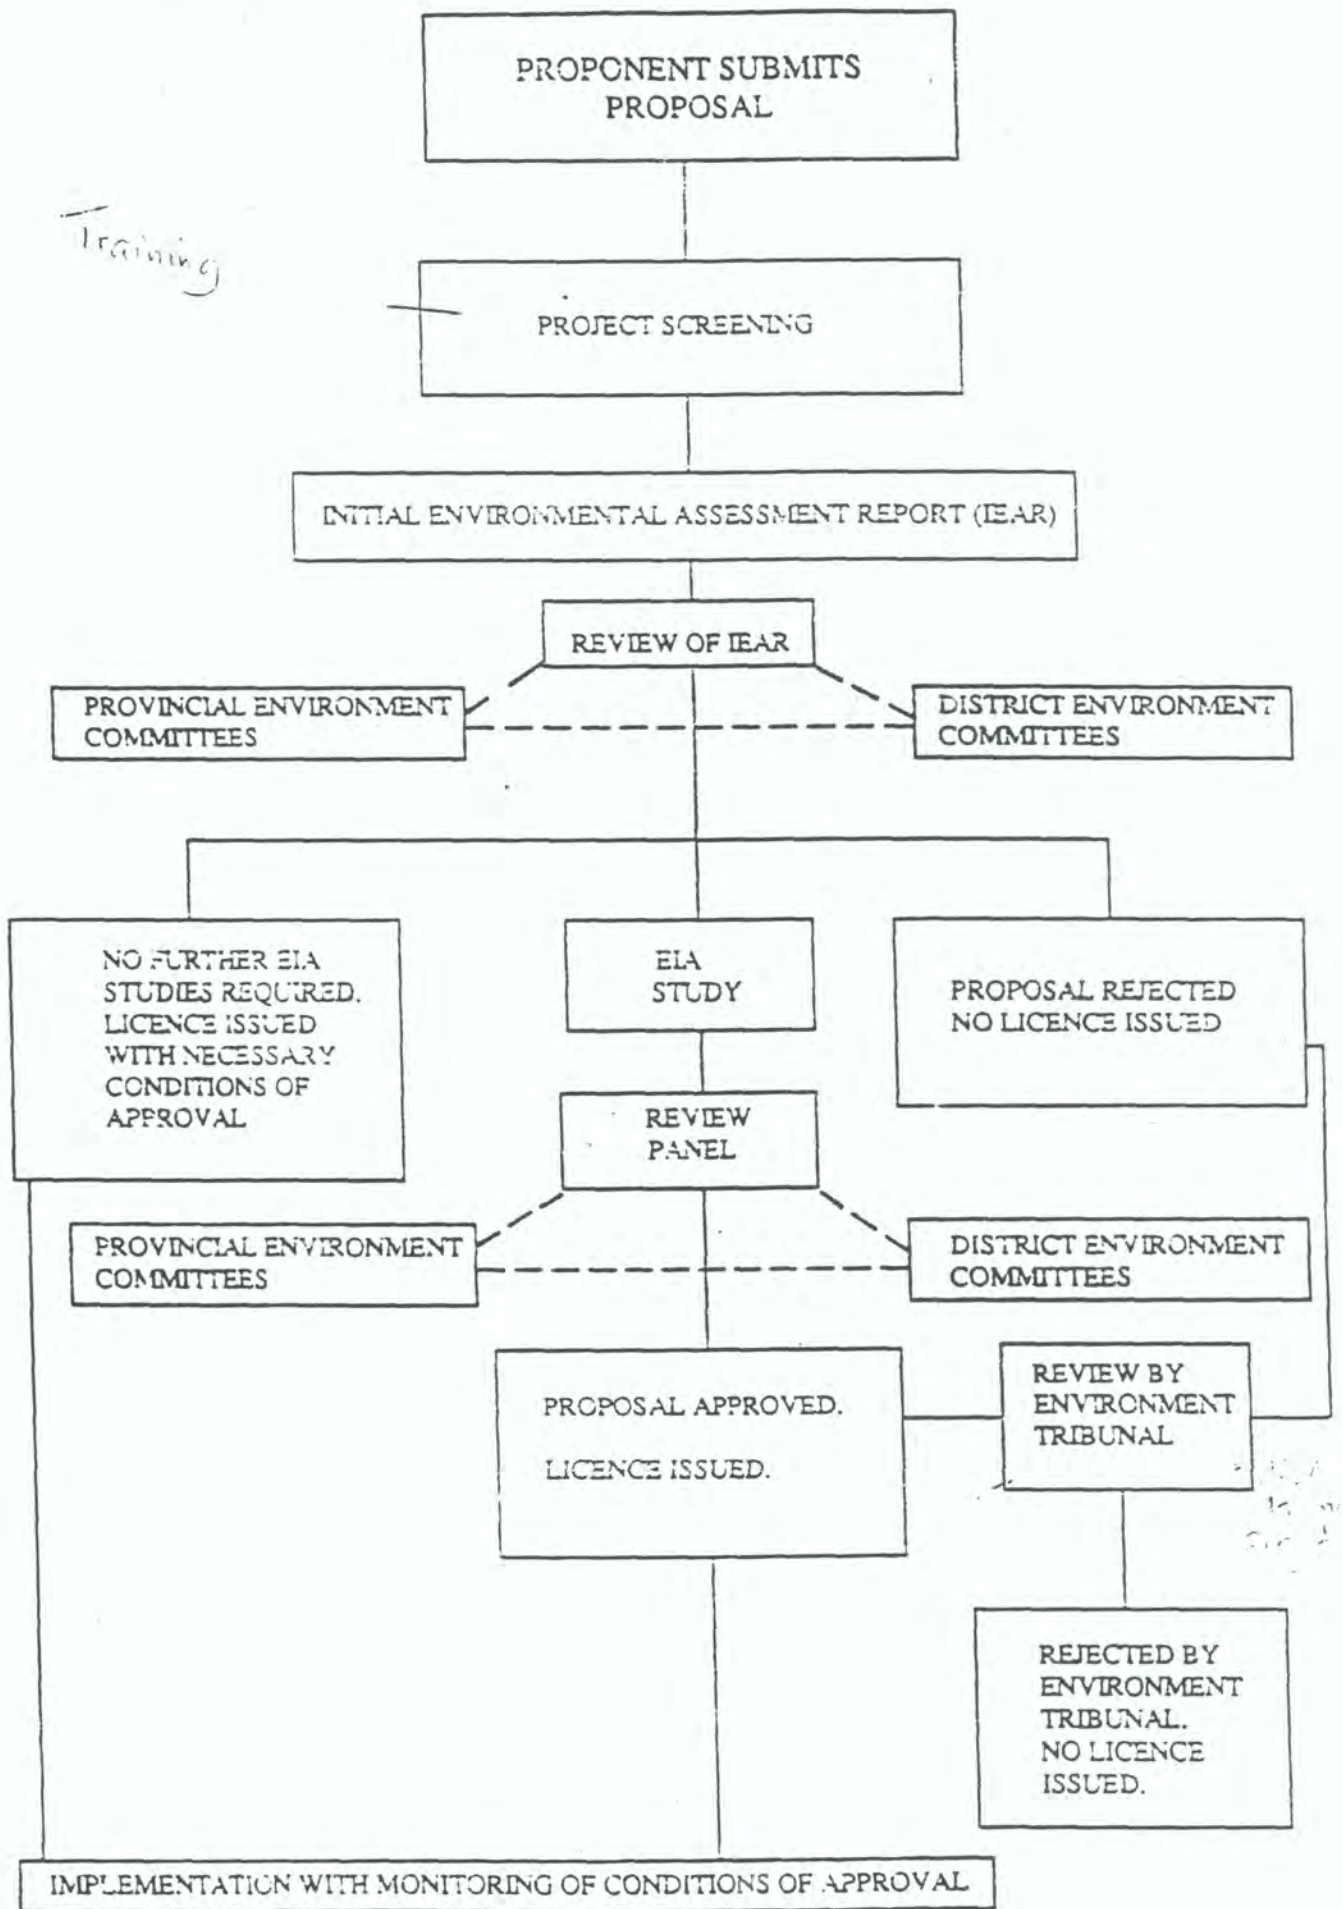 PROPONENT SUBMITS
PROPOSAL
Training
PROJECT SCREENING
INITIAL ENVIRONMENTAL ASSESSMENT REPORT (IEAR)
REVIEW OF IEAR
PROVINCIAL ENVIRONMENT
COMMITTEES
DISTRICT ENVIRONMENT
COMMITTEES
NO FURTHER EIA
STUDIES REQUIRED.
LICENCE ISSUED
WITH NECESSARY
CONDITIONS OF
APPROVAL
EIA
STUDY
PROPOSAL REJECTED
NO LICENCE ISSUED
REVIEW
PANEL
PROVINCIAL ENVIRONMENT
COMMITTEES
DISTRICT ENVIRONMENT
COMMITTEES
PROPOSAL APPROVED.
LICENCE ISSUED.
REVIEW BY
ENVIRONMENT
TRIBUNAL
REJECTED BY
ENVIRONMENT
TRIBUNAL.
NO LICENCE
ISSUED.
IMPLEMENTATION WITH MONITORING OF CONDITIONS OF APPROVAL